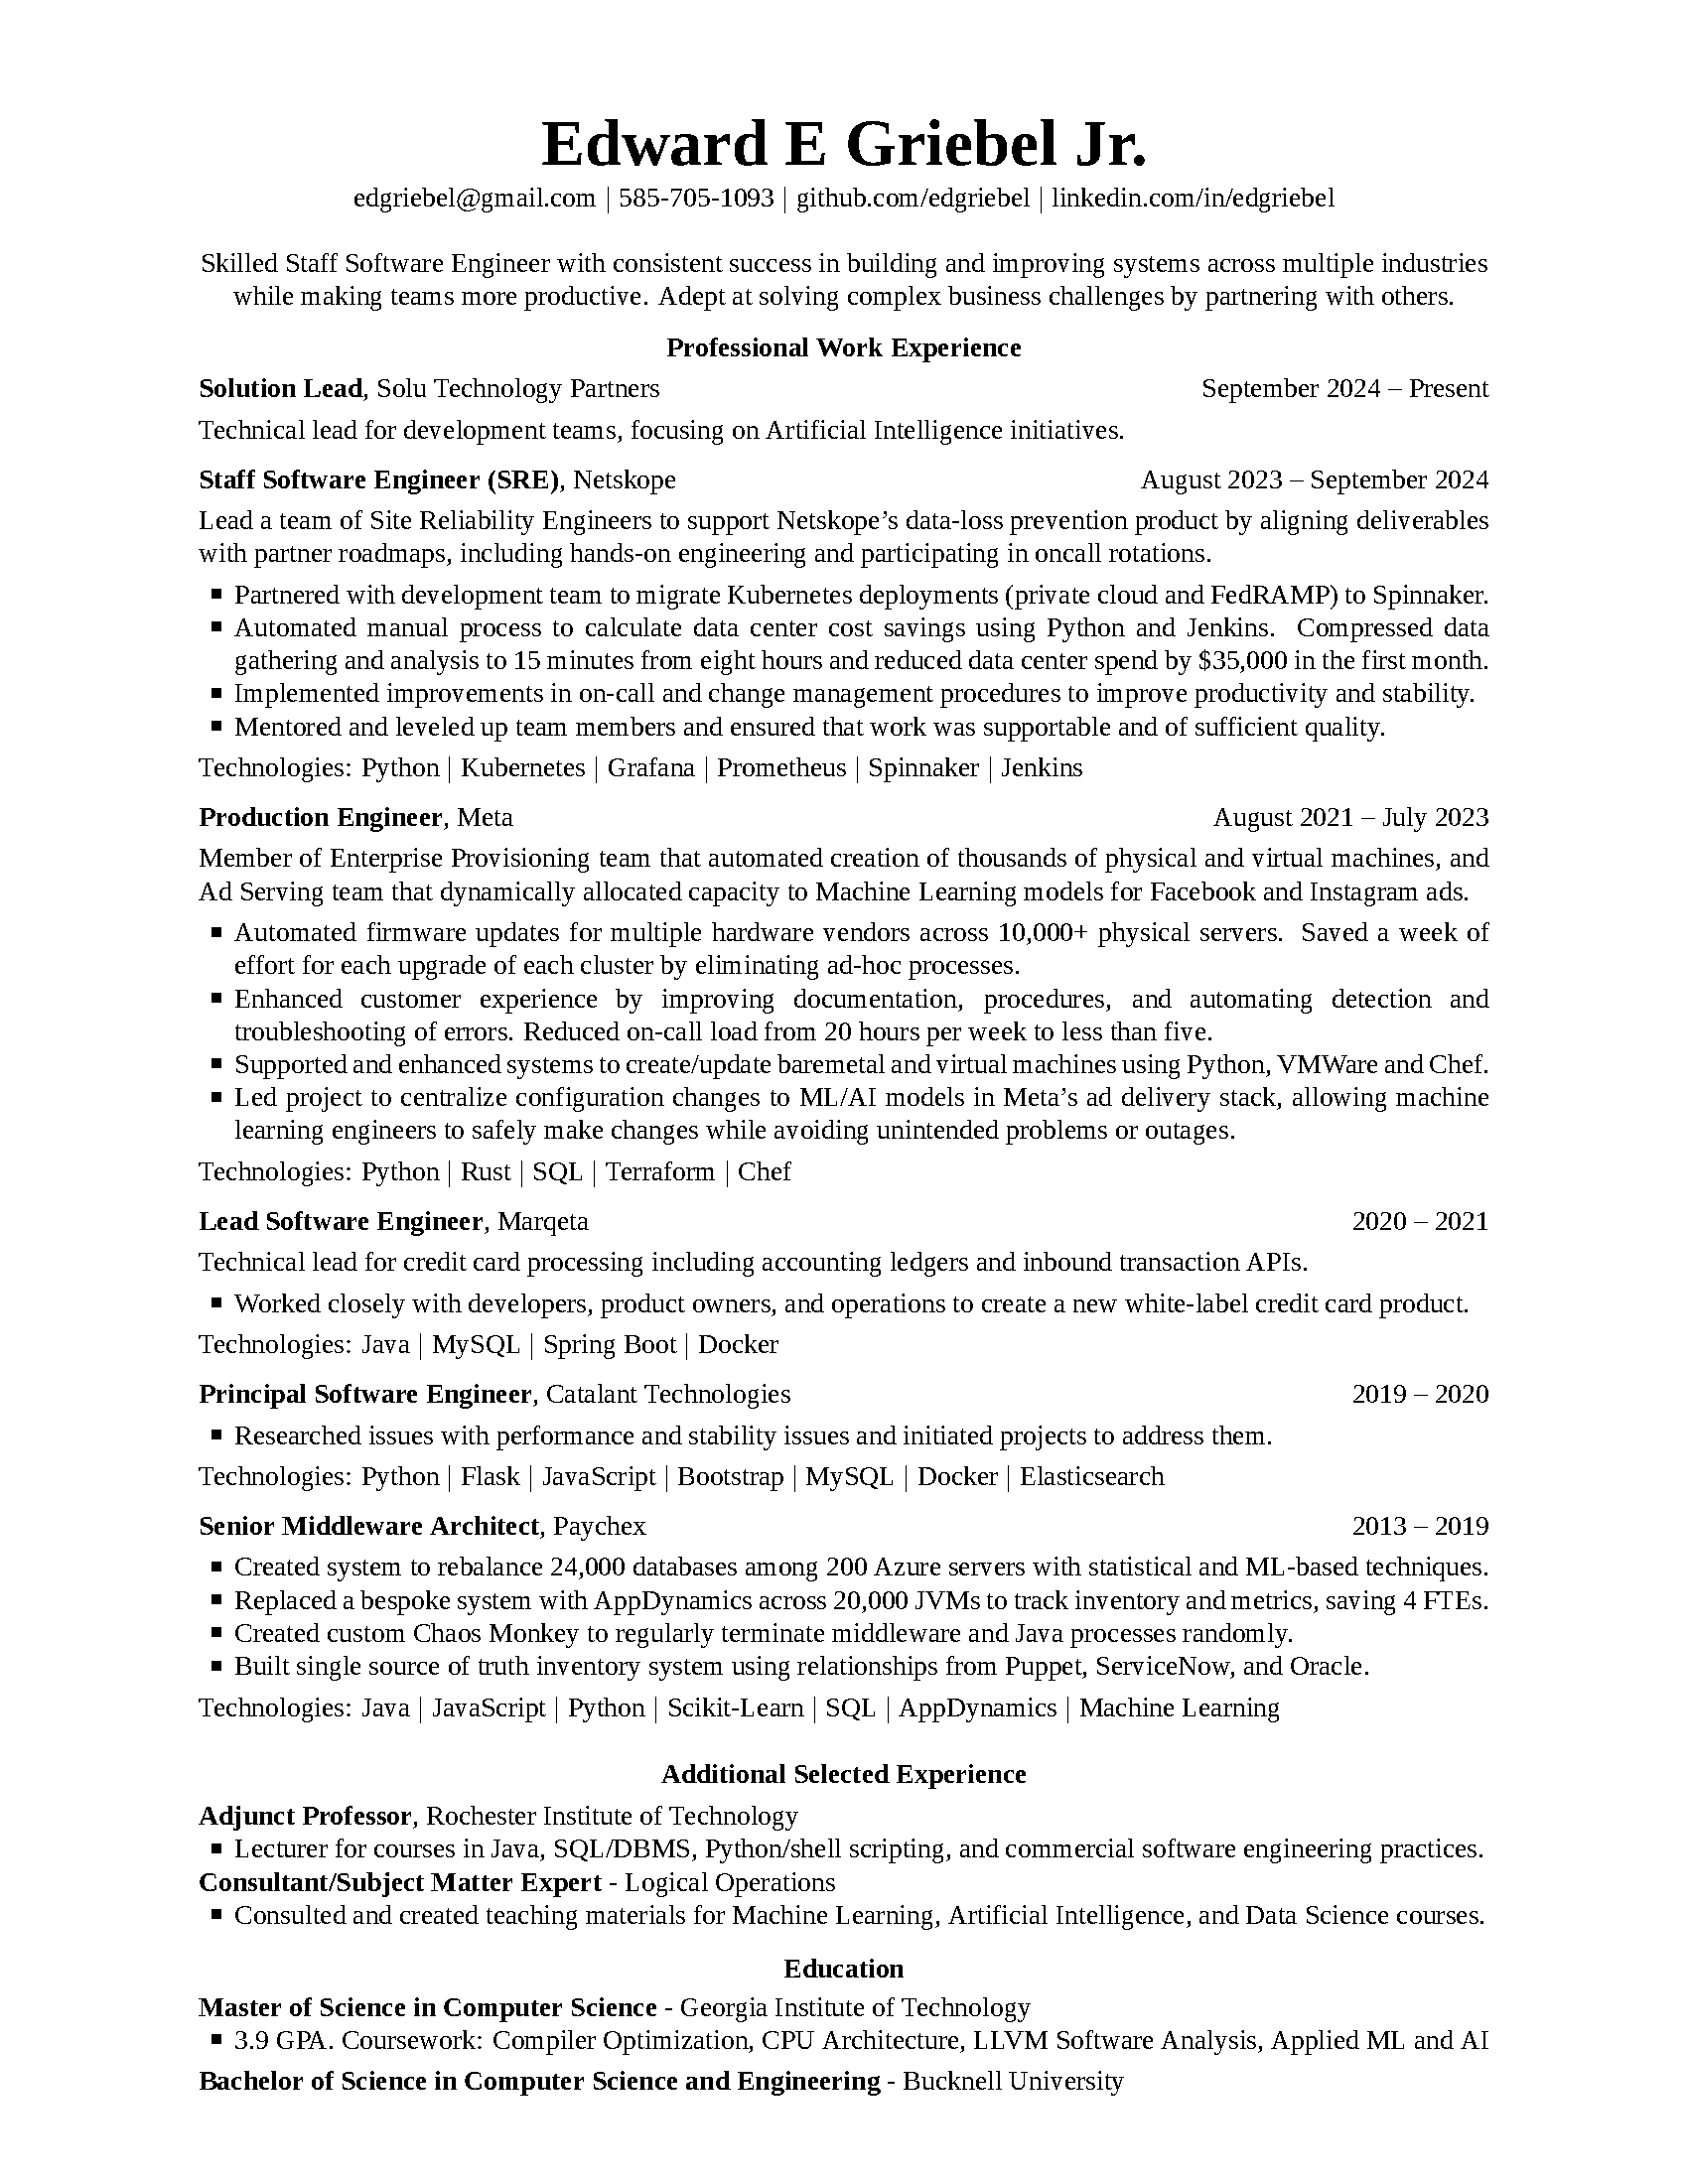 Edward E Griebel Jr.
edgriebel@gmail.com | 585-705-1093 | github.com/edgriebel | linkedin.com/in/edgriebel
Skilled Staff Software Engineer with consistent success in building and improving systems across multiple industries
while making teams more productive. Adept at solving complex business challenges by partnering with others.
Professional Work Experience
Solution Lead, Solu Technology Partners September 2024 – Present
Technical lead for development teams, focusing on Artificial Intelligence initiatives.
Staff Software Engineer (SRE), Netskope August 2023 – September 2024
Lead a team of Site Reliability Engineers to support Netskope’s data-loss prevention product by aligning deliverables
with partner roadmaps, including hands-on engineering and participating in oncall rotations.
▪ Partnered with development team to migrate Kubernetes deployments (private cloud and FedRAMP) to Spinnaker.
▪ Automated manual process to calculate data center cost savings using Python and Jenkins. Compressed data
gathering and analysis to 15 minutes from eight hours and reduced data center spend by $35,000 in the first month.
▪ Implemented improvements in on-call and change management procedures to improve productivity and stability.
▪ Mentored and leveled up team members and ensured that work was supportable and of sufficient quality.
Technologies: Python | Kubernetes | Grafana | Prometheus | Spinnaker | Jenkins
Production Engineer, Meta August 2021 – July 2023
Member of Enterprise Provisioning team that automated creation of thousands of physical and virtual machines, and
Ad Serving team that dynamically allocated capacity to Machine Learning models for Facebook and Instagram ads.
▪ Automated firmware updates for multiple hardware vendors across 10,000+ physical servers. Saved a week of
effort for each upgrade of each cluster by eliminating ad-hoc processes.
▪ Enhanced customer experience by improving documentation, procedures, and automating detection and
troubleshooting of errors. Reduced on-call load from 20 hours per week to less than five.
▪ Supported and enhanced systems to create/update baremetal and virtual machines using Python, VMWare and Chef.
▪ Led project to centralize configuration changes to ML/AI models in Meta’s ad delivery stack, allowing machine
learning engineers to safely make changes while avoiding unintended problems or outages.
Technologies: Python | Rust | SQL | Terraform | Chef
Lead Software Engineer, Marqeta 2020 – 2021
Technical lead for credit card processing including accounting ledgers and inbound transaction APIs.
▪ Worked closely with developers, product owners, and operations to create a new white-label credit card product.
Technologies: Java | MySQL | Spring Boot | Docker
Principal Software Engineer, Catalant Technologies 2019 – 2020
▪ Researched issues with performance and stability issues and initiated projects to address them.
Technologies: Python | Flask | JavaScript | Bootstrap | MySQL | Docker | Elasticsearch
Senior Middleware Architect, Paychex 2013 – 2019
▪ Created system to rebalance 24,000 databases among 200 Azure servers with statistical and ML-based techniques.
▪ Replaced a bespoke system with AppDynamics across 20,000 JVMs to track inventory and metrics, saving 4 FTEs.
▪ Created custom Chaos Monkey to regularly terminate middleware and Java processes randomly.
▪ Built single source of truth inventory system using relationships from Puppet, ServiceNow, and Oracle.
Technologies: Java | JavaScript | Python | Scikit-Learn | SQL | AppDynamics | Machine Learning
Additional Selected Experience
Adjunct Professor, Rochester Institute of Technology
▪ Lecturer for courses in Java, SQL/DBMS, Python/shell scripting, and commercial software engineering practices.
Consultant/Subject Matter Expert - Logical Operations
▪ Consulted and created teaching materials for Machine Learning, Artificial Intelligence, and Data Science courses.
Education
Master of Science in Computer Science - Georgia Institute of Technology
▪ 3.9 GPA. Coursework: Compiler Optimization, CPU Architecture, LLVM Software Analysis, Applied ML and AI
Bachelor of Science in Computer Science and Engineering - Bucknell University